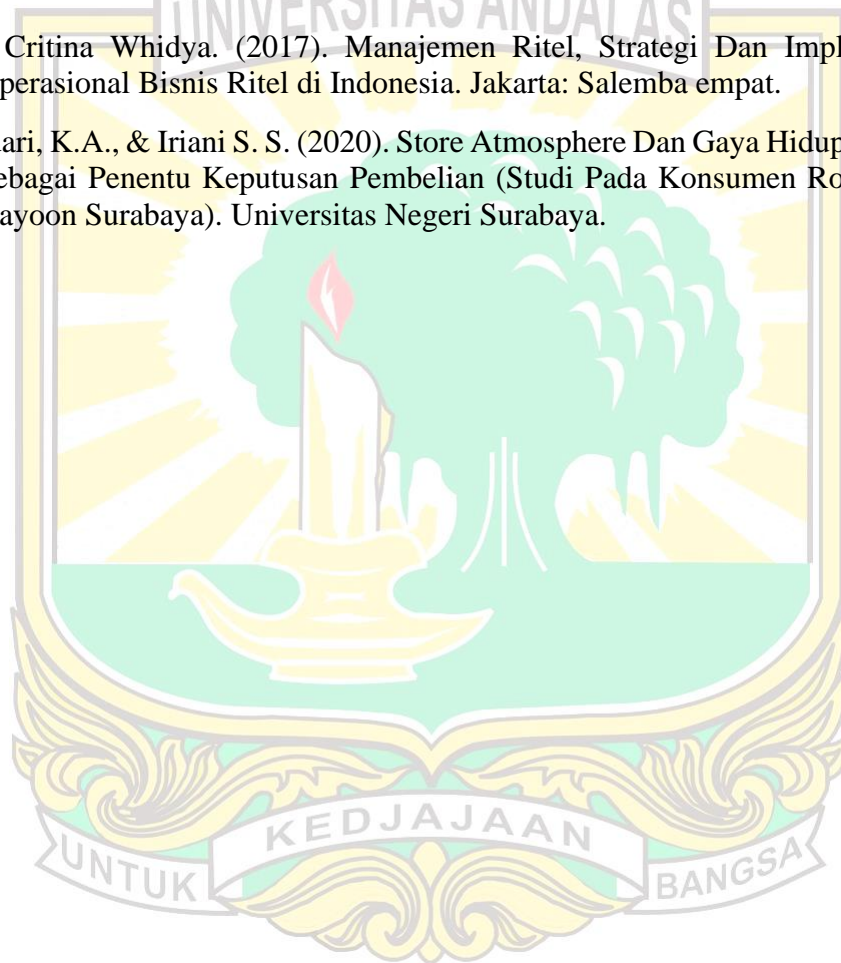 UNIVERSITAS ANDALAS
Critina Whidya. (2017). Manajemen Ritel, Strategi Dan Impl
perasional Bisnis Ritel di Indonesia. Jakarta: Salemba empat.
ari, K.A., & Iriani S. S. (2020). Store Atmosphere Dan Gaya Hidup
ebagai Penentu Keputusan Pembelian (Studi Pada Konsumen Ro
ayoon Surabaya). Universitas Negeri Surabaya.
UNTUK KEDJAJAAN BANGSA